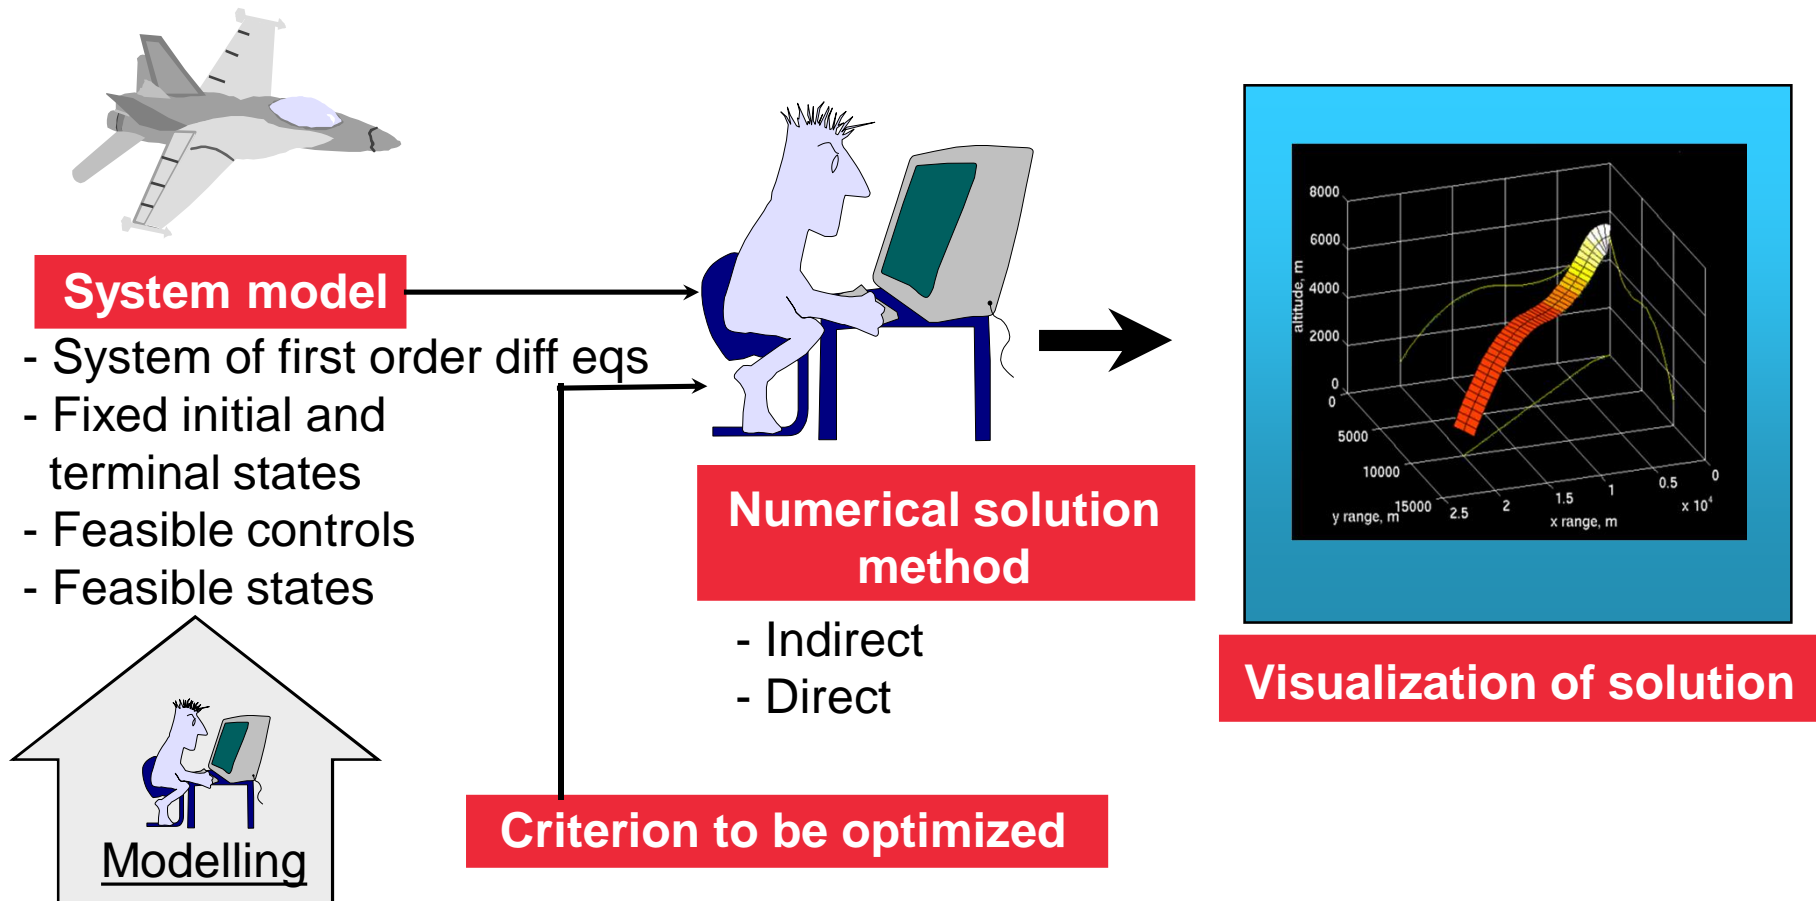 System model
- System of first order diff eqs
- Fixed initial and
terminal states
- Feasible controls
- Feasible states
Modelling
Criterion to be optimized
Numerical solution
method
- Indirect
- Direct
8000
6000
4000
2000
0
altitude, m
0
5000
10000
15000
y range, m
2.5
2
1.5
1
0.5
0
x 10⁴
x range, m
Visualization of solution